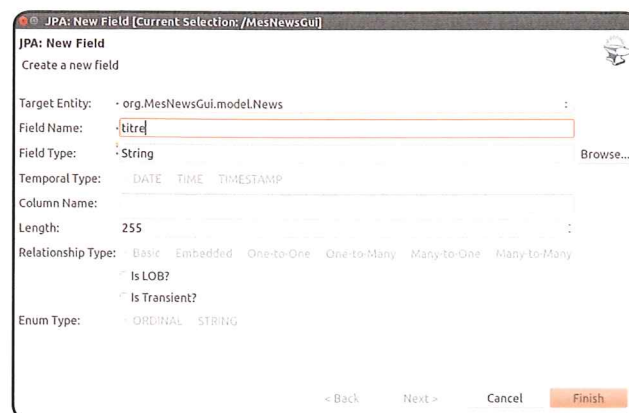 JPA: New Field [Current Selection: /MesNewsGui]
JPA: New Field
Create a new field
Target Entity: org.MesNewsGui.model.News
Field Name: titre
Field Type: String Browse...
Temporal Type: DATE TIME TIMESTAMP
Column Name:
Length: 255
Relationship Type: Basic Embedded One-to-One One-to-Many Many-to-One Many-to-Many
Is LOB?
Is Transient?
Enum Type: ORDINAL STRING
< Back Next > Cancel Finish